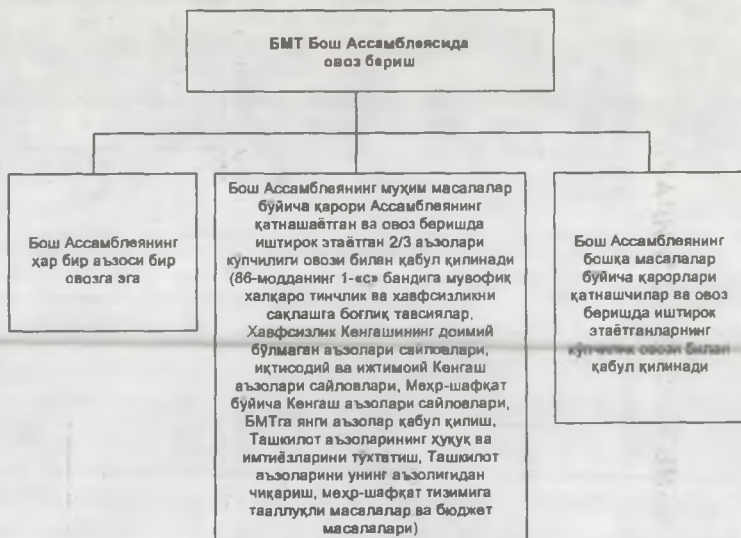 БМТ Бош Ассамблеясида
овоз бериш
Бош Ассамблеянинг
ҳар бир аъзоси бир
овозга эга
Бош Ассамблеянинг муҳим масалалар
бўйича қарори Ассамблеянинг
қатнашаётган ва овоз беришда
иштирок этаётган 2/3 аъзолари
кўпчилиги овози билан қабул қилинади
(86-модданинг 1-«с» бандига мувофиқ
халқаро тинчлик ва хавфсизликни
сақлашга боғлиқ тавсиялар,
Хавфсизлик Кенгашининг доимий
бўлмаган аъзолари сайловлари,
иқтисодий ва ижтимоий Кенгаш
аъзолари сайловлари, Меҳр-шафқат
бўйича Кенгаш аъзолари сайловлари,
БМТга янги аъзолар қабул қилиш,
Ташкилот аъзоларининг ҳуқуқ ва
имтиёзларини тўхтатиш, Ташкилот
аъзоларини унинг аъзолигидан
чиқариш, меҳр-шафқат тизимига
тааллуқли масалалар ва бюджет
масалалари)
Бош Ассамблеянинг
бошқа масалалар
бўйича қарорлари
қатнашчилар ва овоз
беришда иштирок
этаётганларнинг
кўпчилик овози билан
қабул қилинади